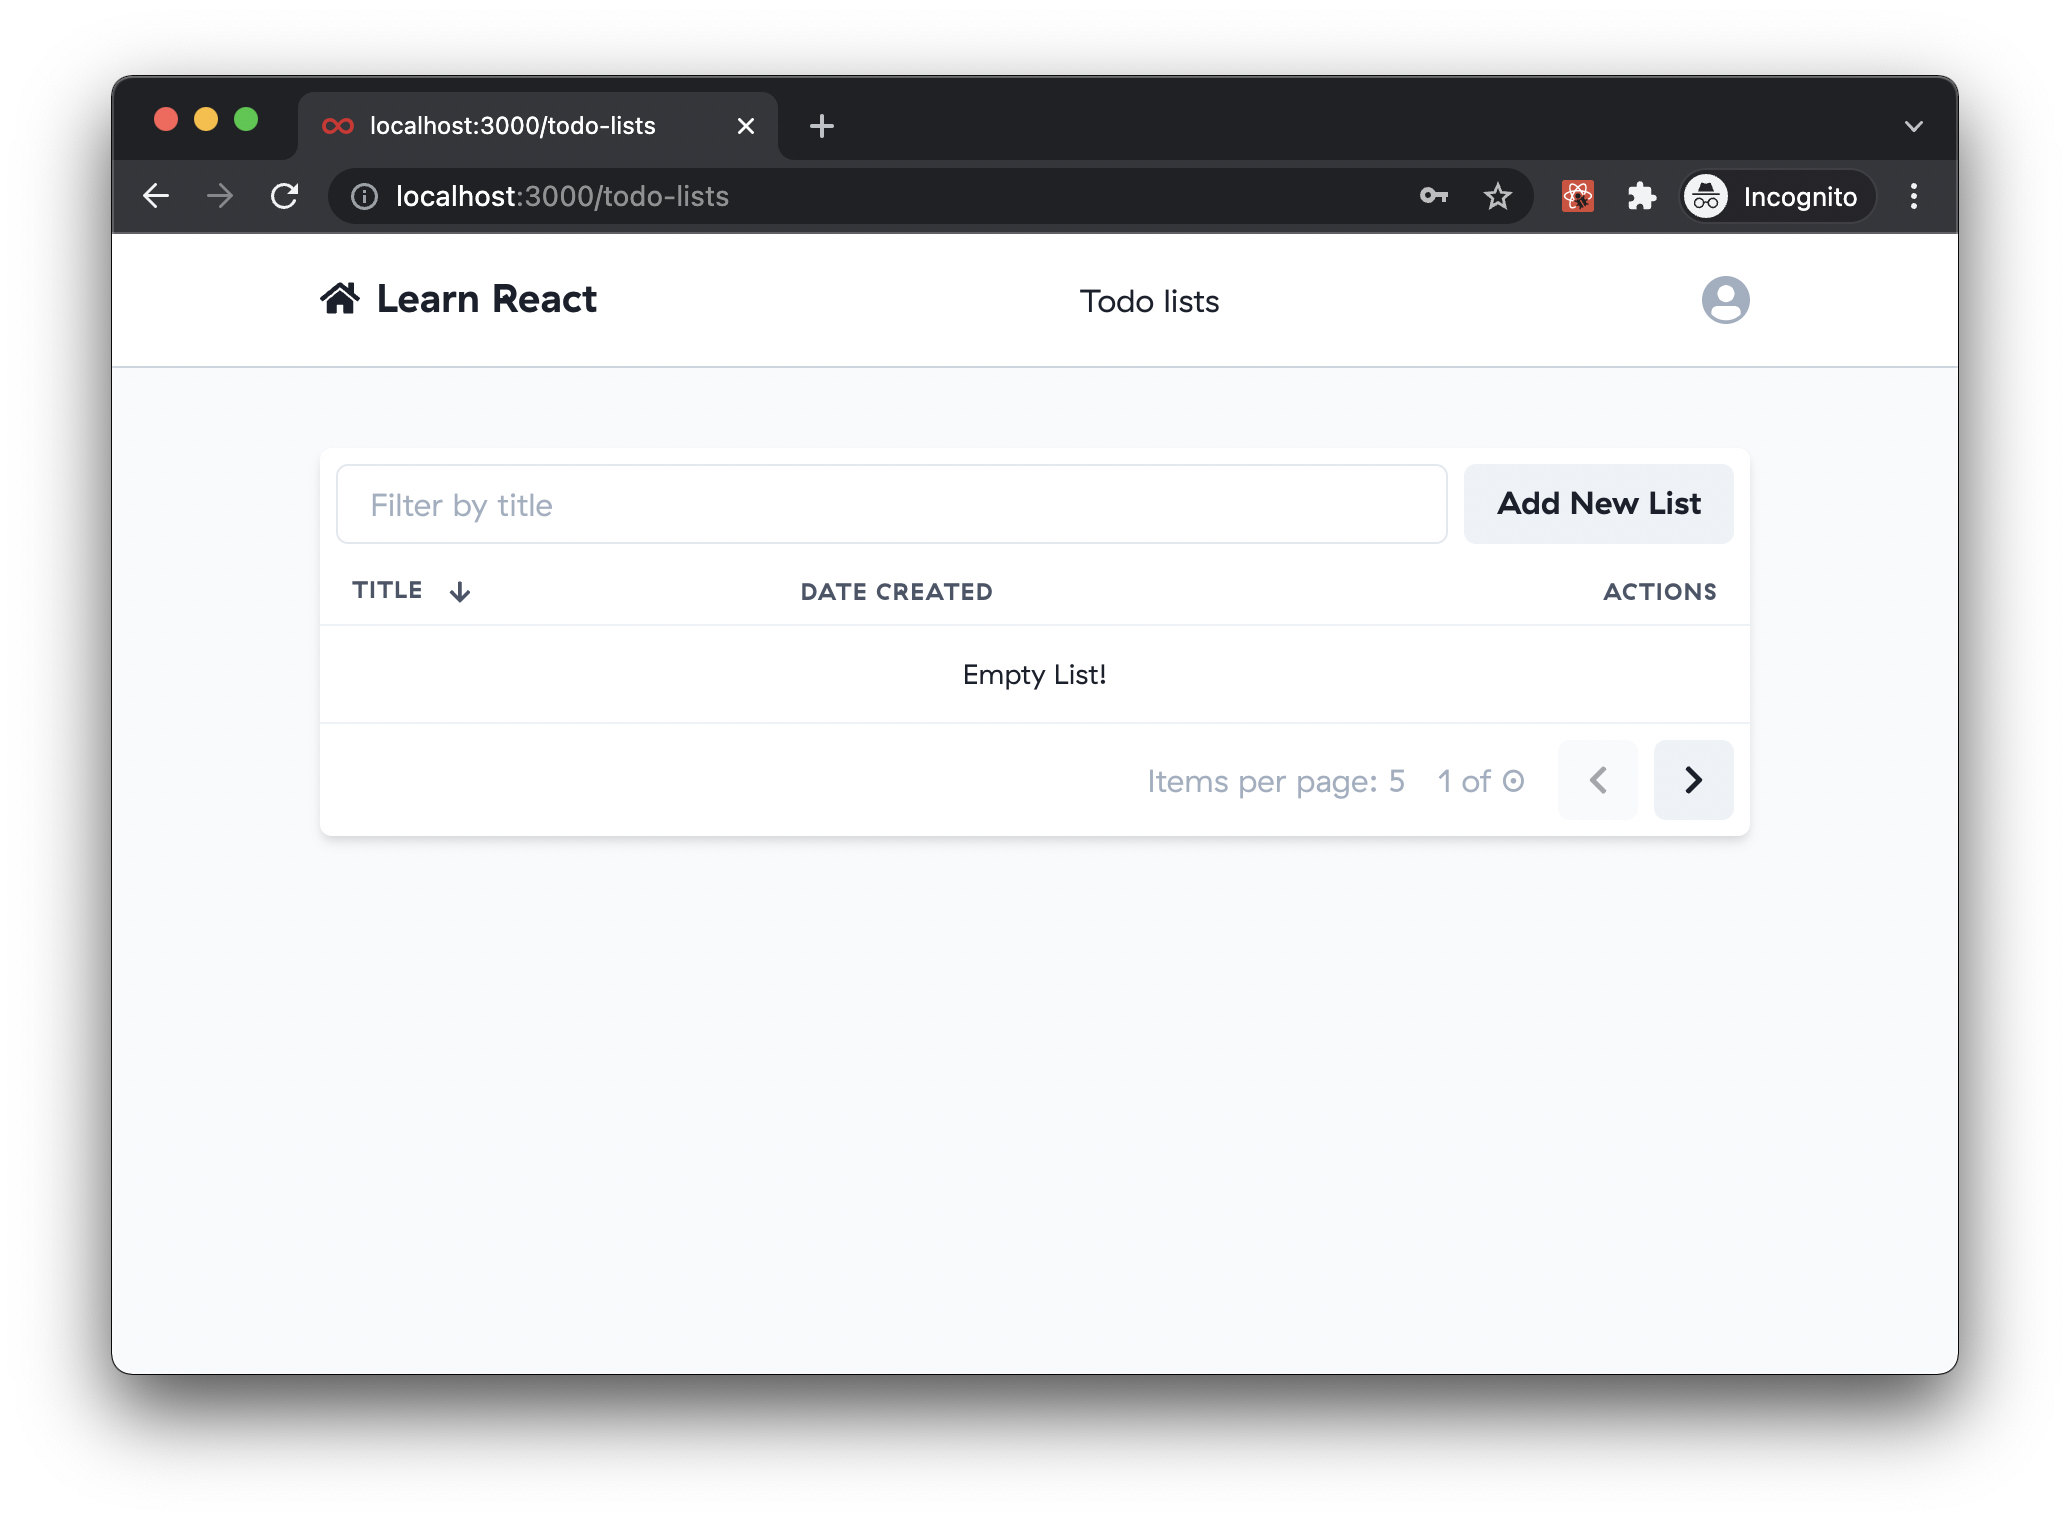 localhost:3000/todo-lists
localhost:3000/todo-lists
Incognito
Learn React
Todo lists
Filter by title
Add New List
TITLE
DATE CREATED
ACTIONS
Empty List!
Items per page: 5
1 of 0